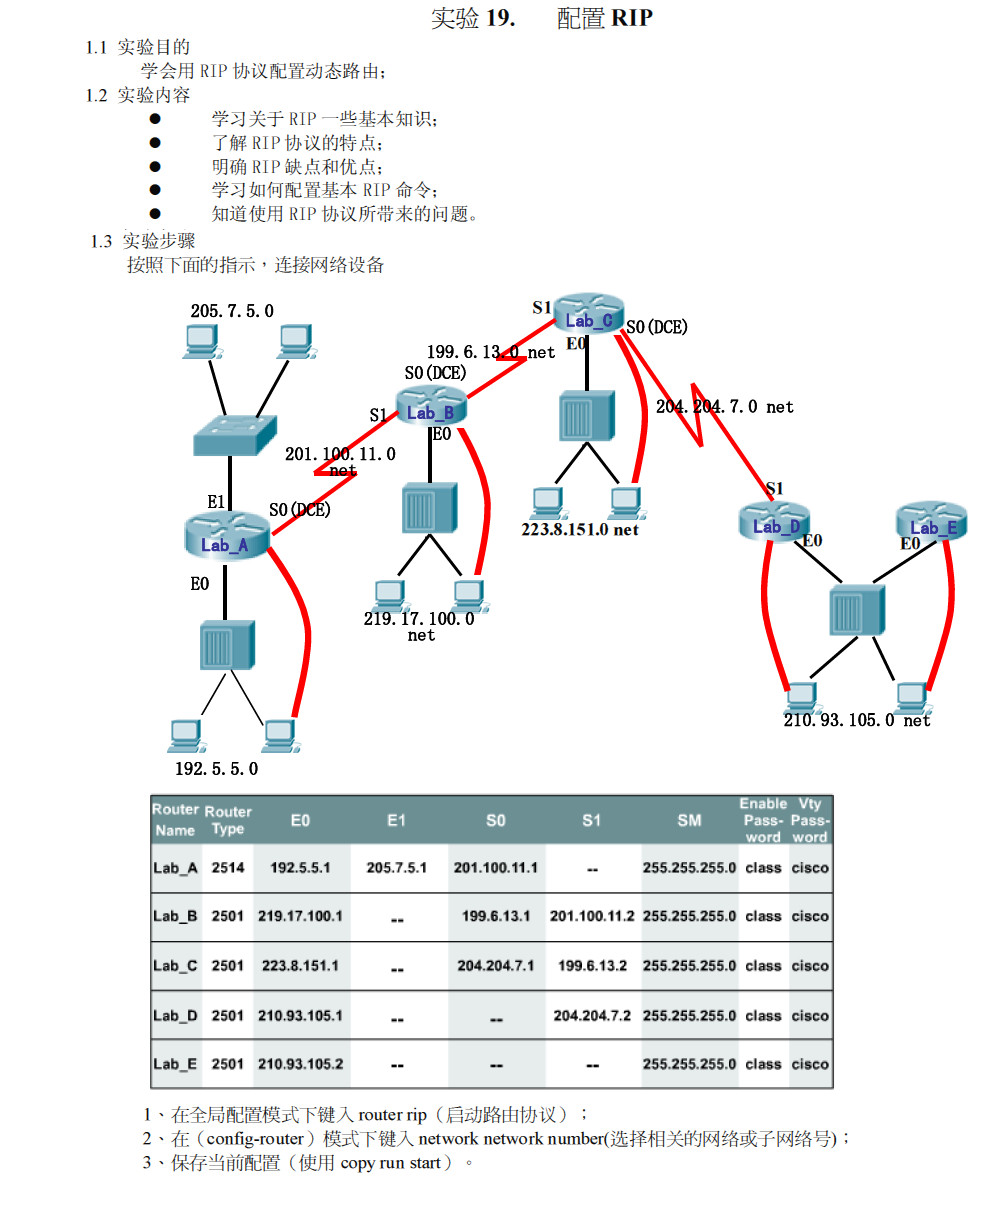 实验 19. 配置 RIP
1.1 实验目的
学会用 RIP 协议配置动态路由;
1.2 实验内容
● 学习关于 RIP 一些基本知识;
● 了解 RIP 协议的特点;
● 明确 RIP 缺点和优点;
● 学习如何配置基本 RIP 命令;
● 知道使用 RIP 协议所带来的问题。
1.3 实验步骤
按照下面的指示，连接网络设备
205.7.5.0
S1
Lab_C
S0(DCE)
E0
199.6.13.0 net
S0(DCE)
S1
Lab_B
E0
204.204.7.0 net
201.100.11.0
net
E1
S0(DCE)
Lab_A
E0
223.8.151.0 net
S1
Lab_D
E0
Lab_E
E0
219.17.100.0
net
210.93.105.0 net
192.5.5.0
Router Name Router Type E0 E1 S0 S1 SM Enable Pass-word Vty Pass-word
Lab_A 2514 192.5.5.1 205.7.5.1 201.100.11.1 -- 255.255.255.0 class cisco
Lab_B 2501 219.17.100.1 -- 199.6.13.1 201.100.11.2 255.255.255.0 class cisco
Lab_C 2501 223.8.151.1 -- 204.204.7.1 199.6.13.2 255.255.255.0 class cisco
Lab_D 2501 210.93.105.1 -- -- 204.204.7.2 255.255.255.0 class cisco
Lab_E 2501 210.93.105.2 -- -- -- 255.255.255.0 class cisco
1、在全局配置模式下键入 router rip（启动路由协议）；
2、在（config-router）模式下键入 network network number(选择相关的网络或子网络号)；
3、保存当前配置（使用 copy run start）。